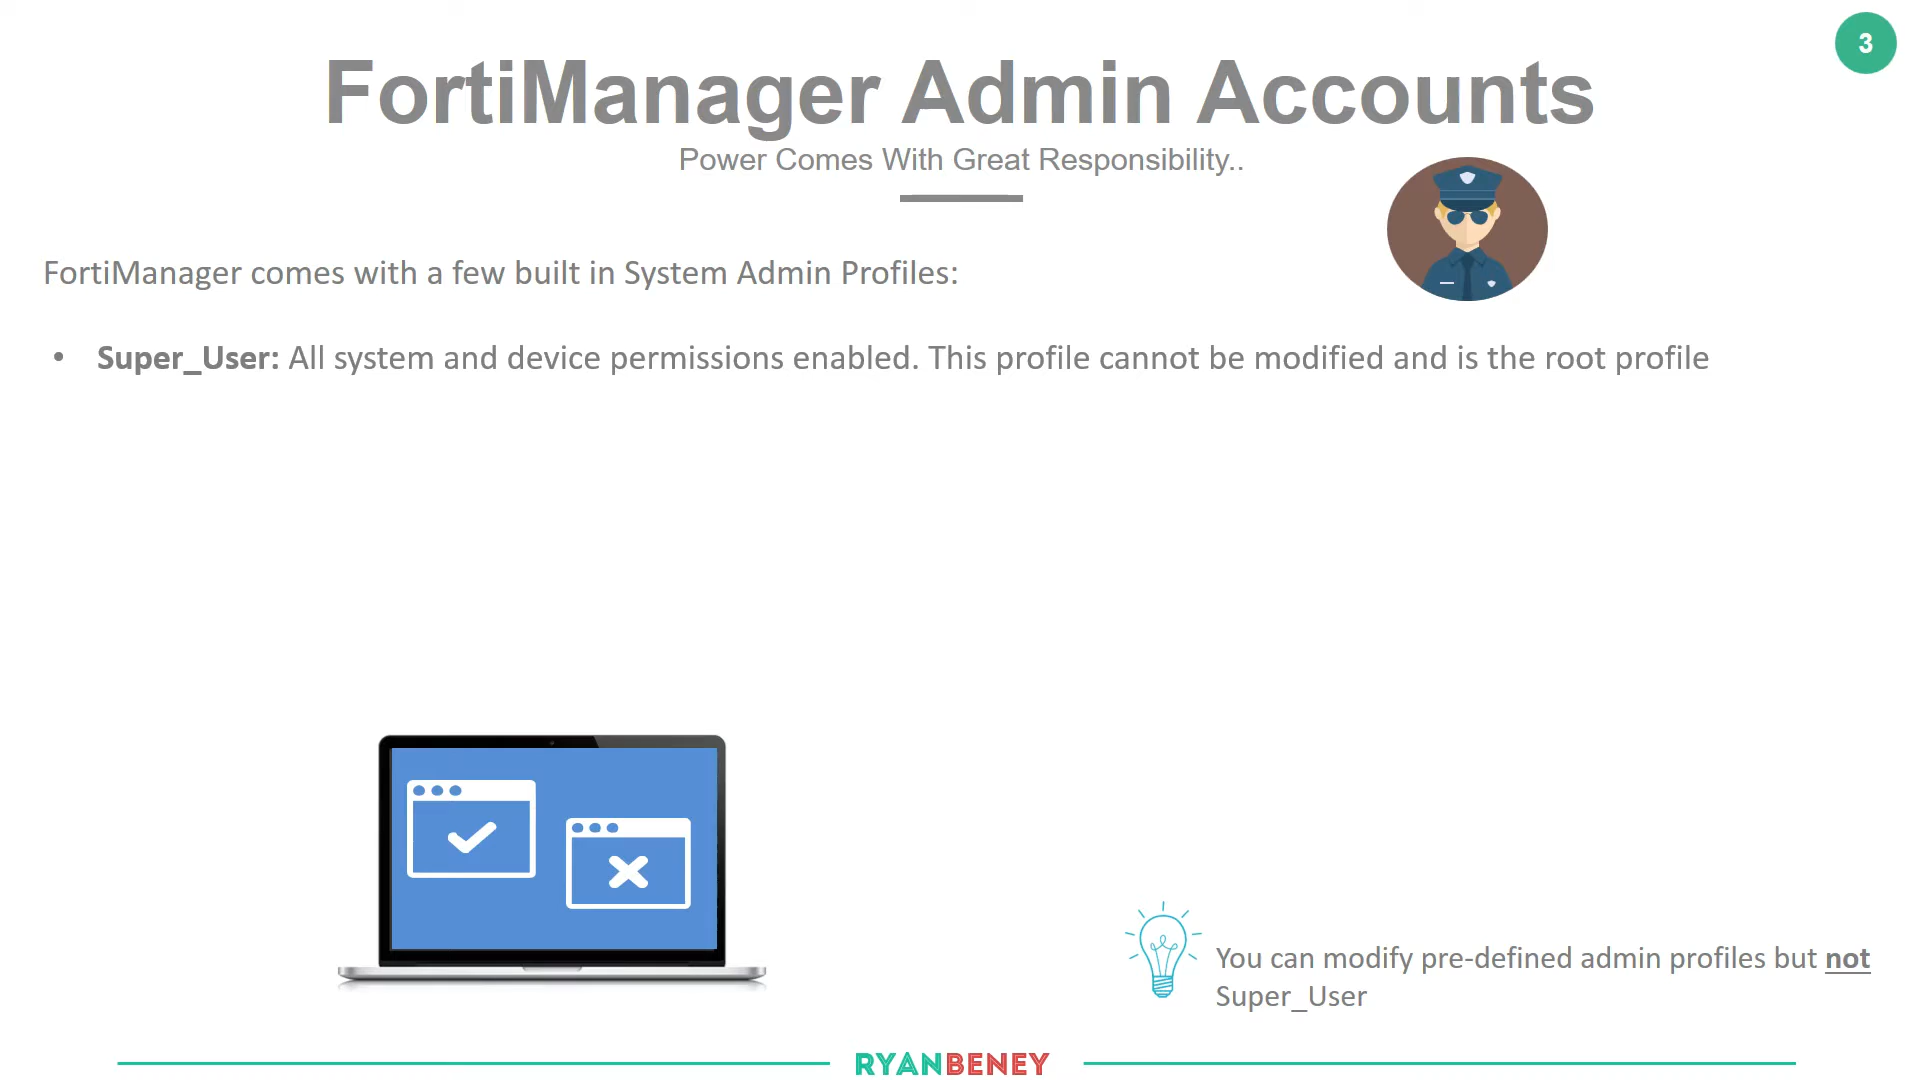 3
FortiManager Admin Accounts
Power Comes With Great Responsibility..
FortiManager comes with a few built in System Admin Profiles:
• Super_User: All system and device permissions enabled. This profile cannot be modified and is the root profile
You can modify pre-defined admin profiles but not
Super_User
RYANBENEY